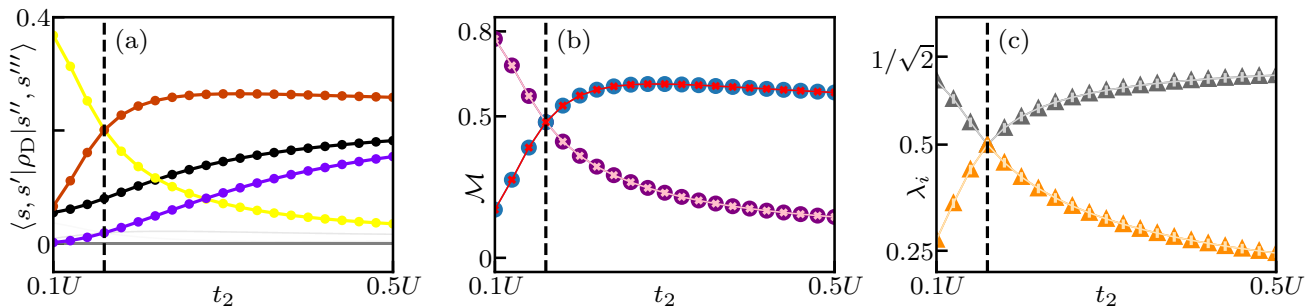 (a)
⟨s, s′|ρD|s″, s‴⟩
0.4
0
0.1U
t₂
0.5U
(b)
ℳ
0.8
0.5
0
0.1U
t₂
0.5U
(c)
λᵢ
1/√2
0.5
0.25
0.1U
t₂
0.5U